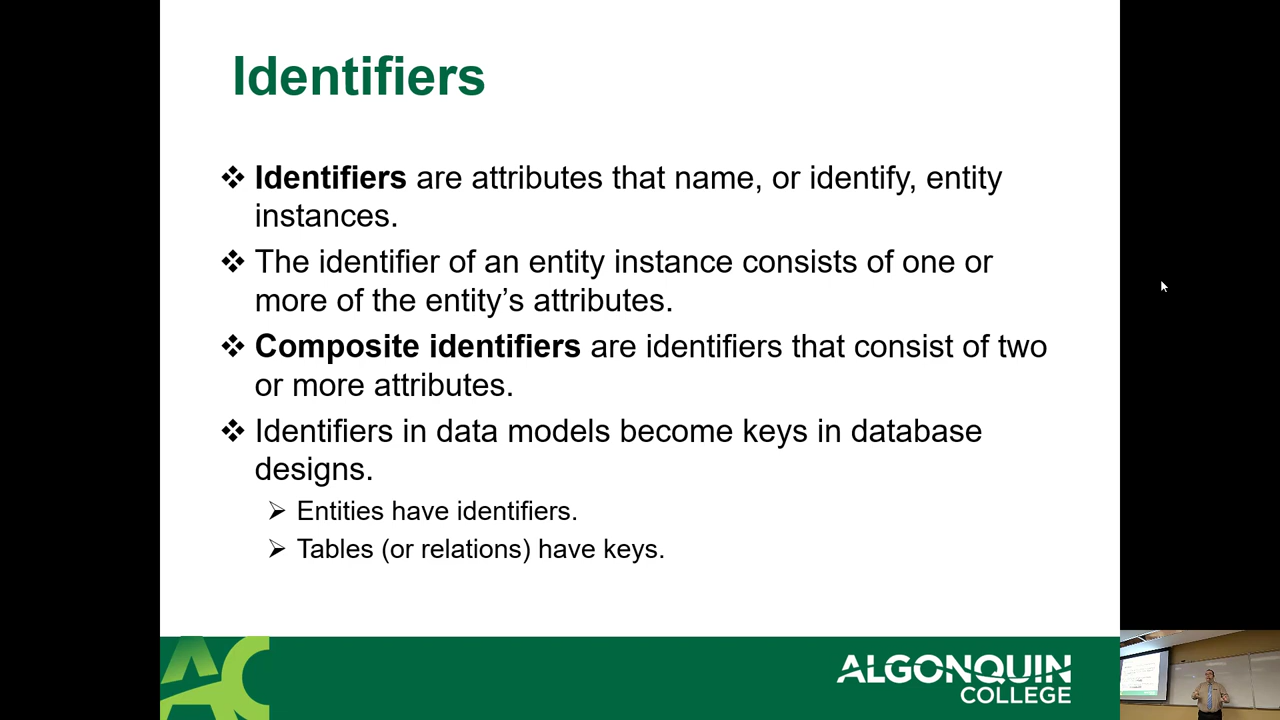 Identifiers
❖ Identifiers are attributes that name, or identify, entity
instances.
❖ The identifier of an entity instance consists of one or
more of the entity’s attributes.
❖ Composite identifiers are identifiers that consist of two
or more attributes.
❖ Identifiers in data models become keys in database
designs.
➢ Entities have identifiers.
➢ Tables (or relations) have keys.
AC
ALGONQUIN
COLLEGE